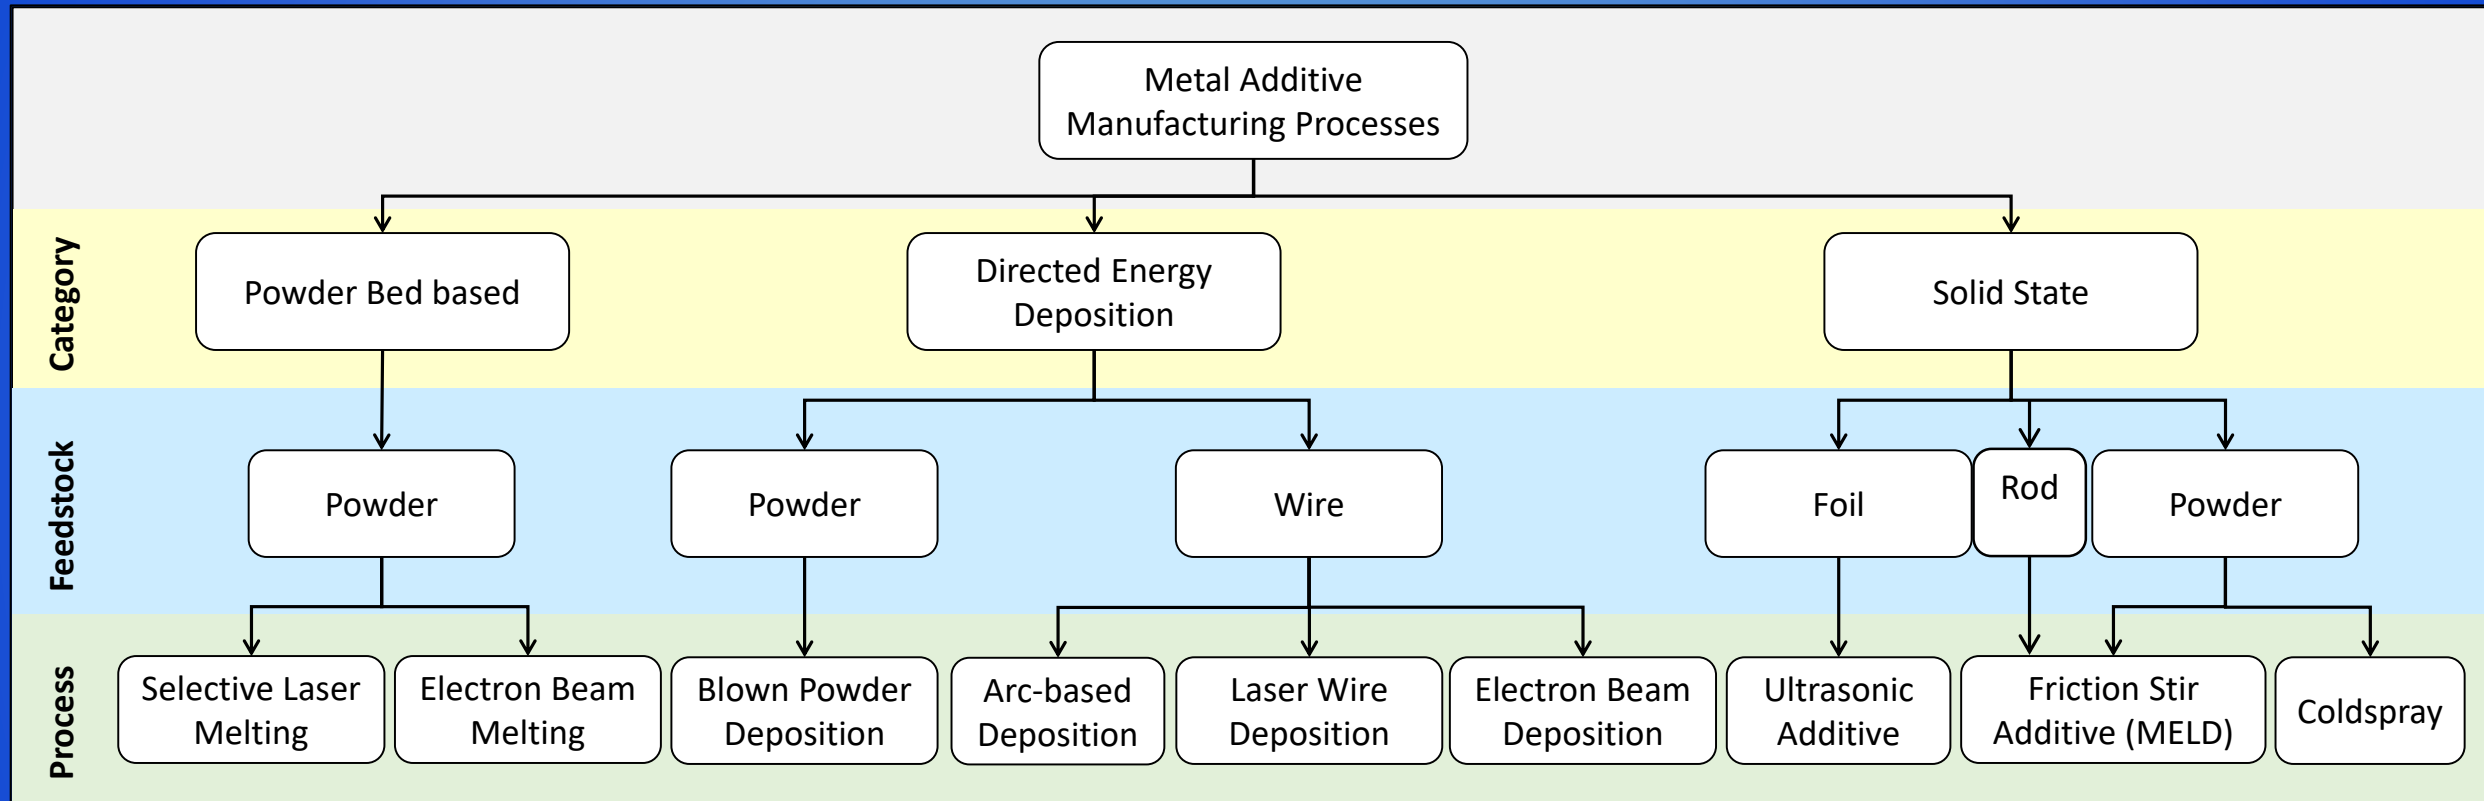 Metal Additive
Manufacturing Processes
Category
Powder Bed based
Directed Energy
Deposition
Solid State
Feedstock
Powder
Powder
Wire
Foil
Rod
Powder
Process
Selective Laser
Melting
Electron Beam
Melting
Blown Powder
Deposition
Arc-based
Deposition
Laser Wire
Deposition
Electron Beam
Deposition
Ultrasonic
Additive
Friction Stir
Additive (MELD)
Coldspray